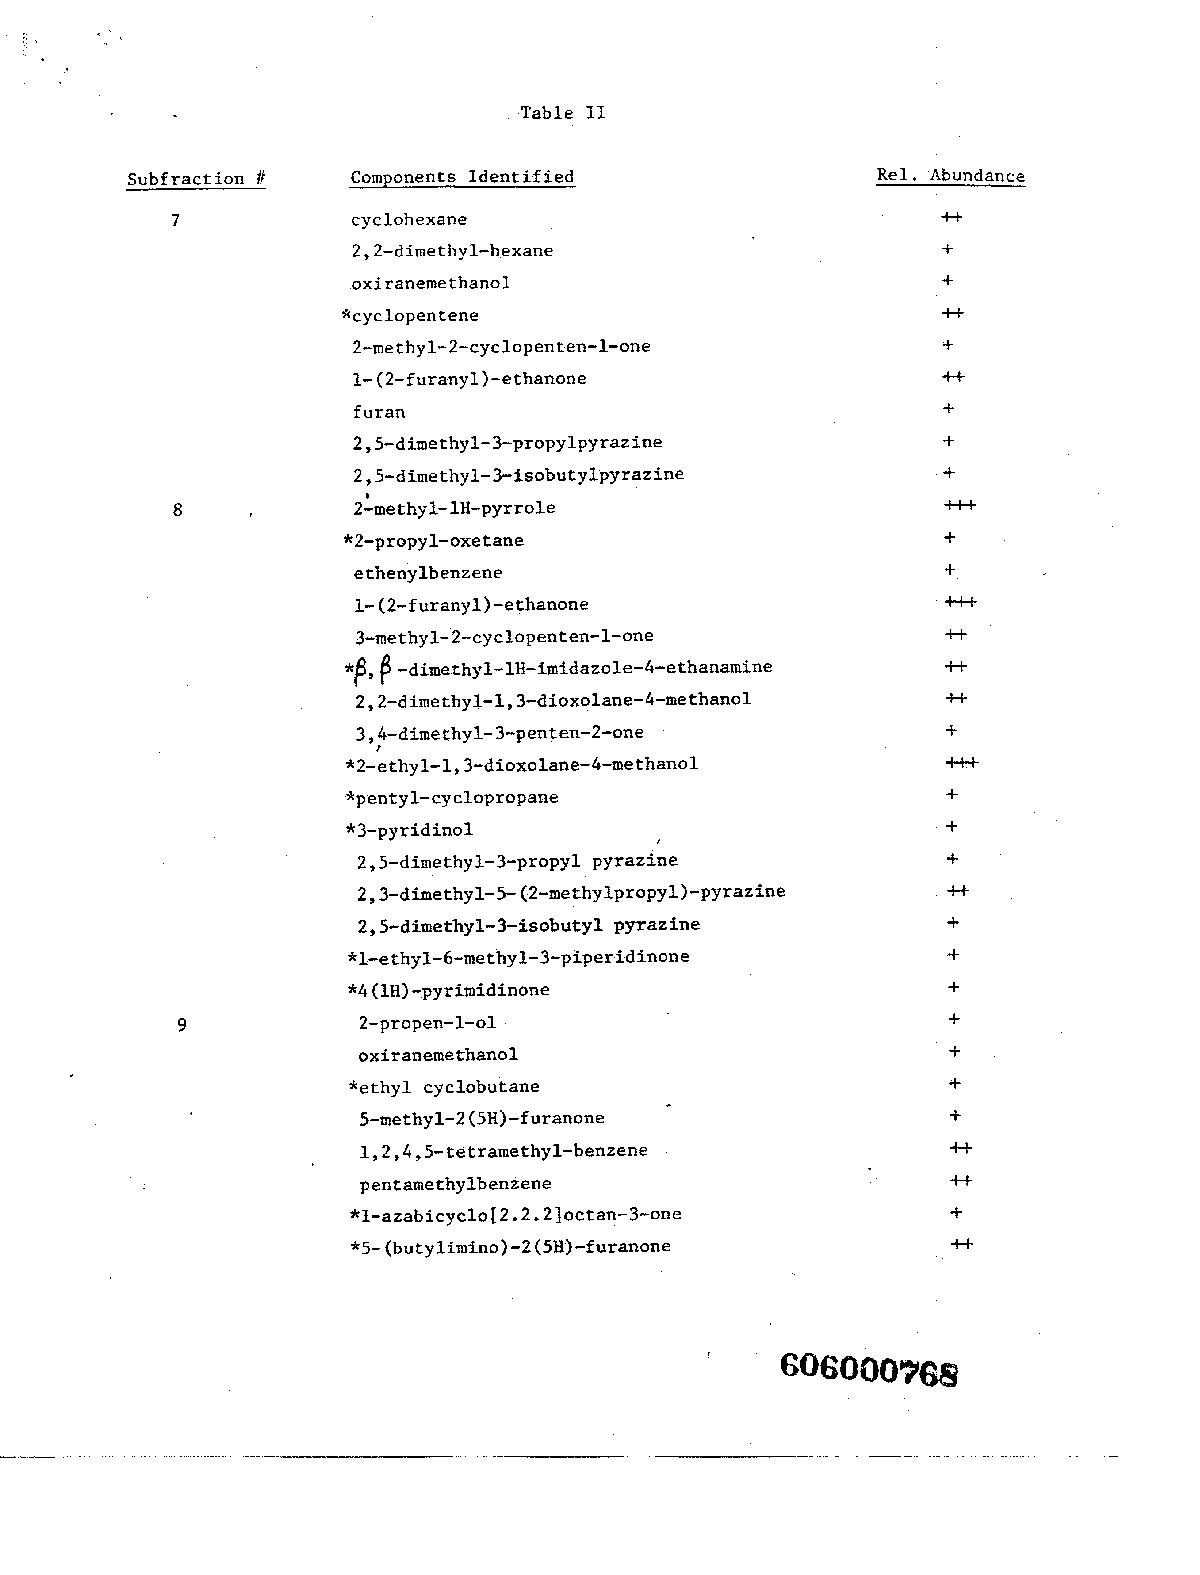 Table II
Subfraction # Components Identified Rel. Abundance
7 cyclohexane ++
2,2-dimethyl-hexane +
oxiranemethanol +
*cyclopentene ++
2-methyl-2-cyclopenten-1-one +
1-(2-furanyl)-ethanone ++
furan +
2,5-dimethyl-3-propylpyrazine +
2,5-dimethyl-3-isobutylpyrazine +
8 2-methyl-1H-pyrrole +++
*2-propyl-oxetane +
ethenylbenzene +
1-(2-furanyl)-ethanone +++
3-methyl-2-cyclopenten-1-one ++
*β,β-dimethyl-1H-imidazole-4-ethanamine ++
2,2-dimethyl-1,3-dioxolane-4-methanol ++
3,4-dimethyl-3-penten-2-one +
*2-ethyl-1,3-dioxolane-4-methanol +++
*pentyl-cyclopropane +
*3-pyridinol +
2,5-dimethyl-3-propyl pyrazine +
2,3-dimethyl-5-(2-methylpropyl)-pyrazine ++
2,5-dimethyl-3-isobutyl pyrazine +
*1-ethyl-6-methyl-3-piperidinone +
*4(1H)-pyrimidinone +
9 2-propen-1-ol +
oxiranemethanol +
*ethyl cyclobutane +
5-methyl-2(5H)-furanone +
1,2,4,5-tetramethyl-benzene ++
pentamethylbenzene ++
*1-azabicyclo[2.2.2]octan-3-one +
*5-(butylimino)-2(5H)-furanone ++
606000768